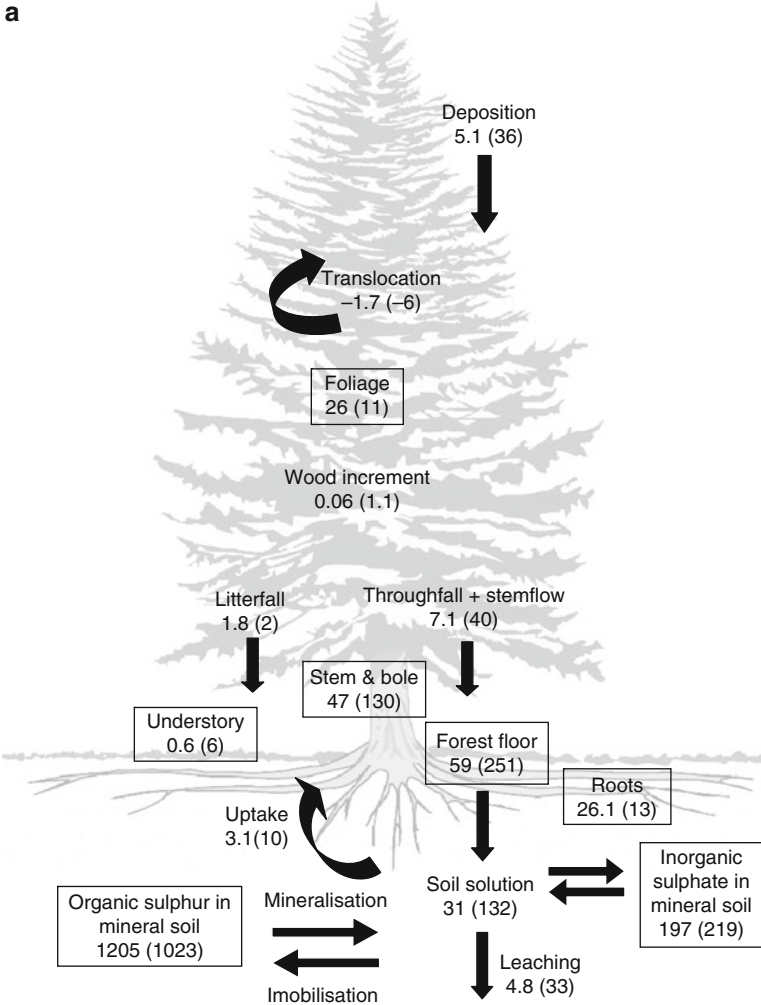 a
Deposition
5.1 (36)
Translocation
–1.7 (–6)
Foliage
26 (11)
Wood increment
0.06 (1.1)
Litterfall
1.8 (2)
Throughfall + stemflow
7.1 (40)
Stem & bole
47 (130)
Understory
0.6 (6)
Forest floor
59 (251)
Roots
26.1 (13)
Uptake
3.1(10)
Soil solution
31 (132)
Inorganic
sulphate in
mineral soil
197 (219)
Organic sulphur in
mineral soil
1205 (1023)
Mineralisation
Imobilisation
Leaching
4.8 (33)